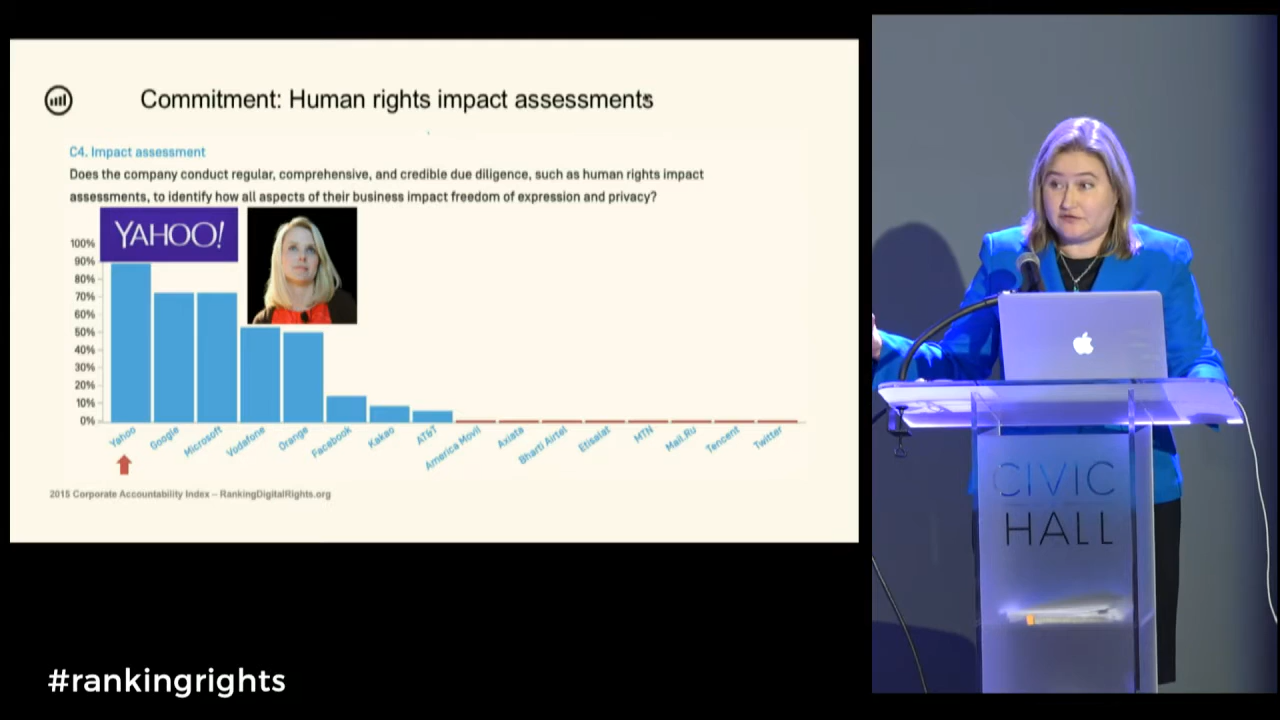 Commitment: Human rights impact assessments
C4. Impact assessment
Does the company conduct regular, comprehensive, and credible due diligence, such as human rights impact
assessments, to identify how all aspects of their business impact freedom of expression and privacy?
YAHOO!
100%
90%
80%
70%
60%
50%
40%
30%
20%
10%
0%
Yahoo
Google
Microsoft
Vodafone
Orange
Facebook
Kakao
AT&T
America Movil
Axiata
Bharti Airtel
Etisalat
MTN
Mail.Ru
Tencent
Twitter
2015 Corporate Accountability Index – RankingDigitalRights.org
CIVIC
HALL
#rankingrights